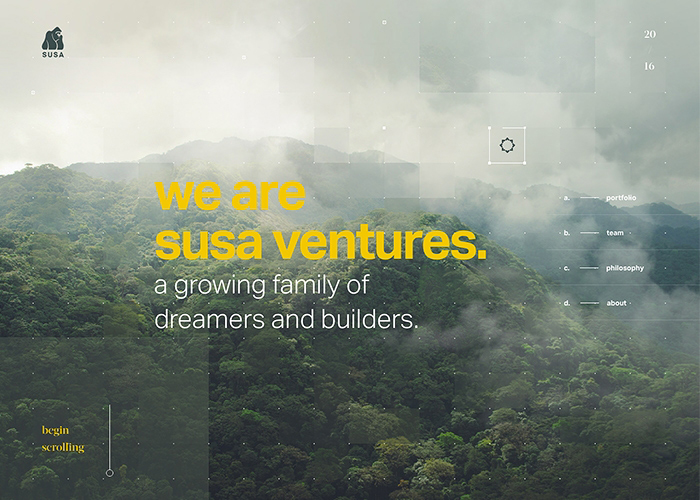 SUSA
20
16
we are
susa ventures.
a growing family of
dreamers and builders.
a. portfolio
b. team
c. philosophy
d. about
begin
scrolling